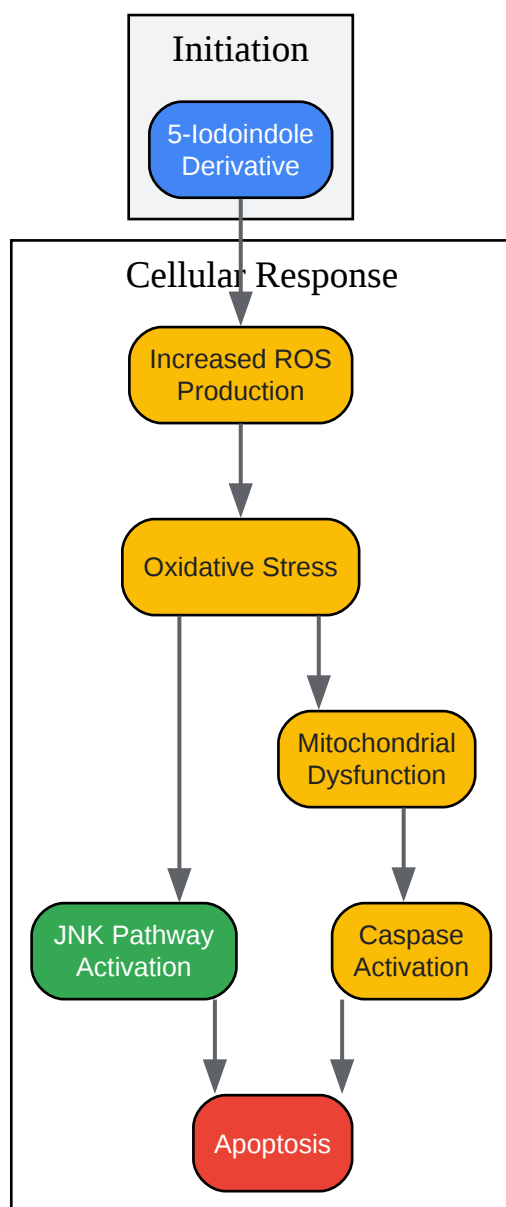 Initiation
5-Iodoindole
Derivative
Cellular Response
Increased ROS
Production
Oxidative Stress
Mitochondrial
Dysfunction
JNK Pathway
Activation
Caspase
Activation
Apoptosis